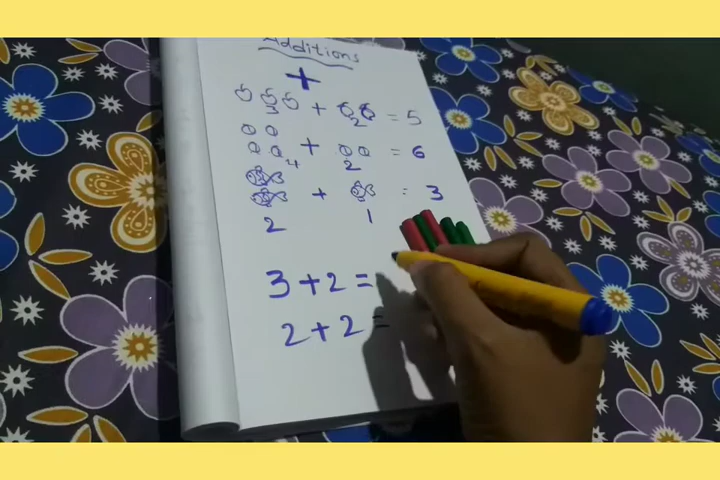 Additions
+
3 + 2 = 5
4 + 2 = 6
+ = 3
2 1
3 + 2 =
2 + 2 =